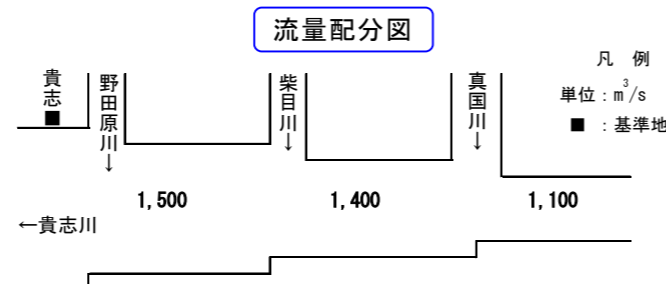 流量配分図
凡 例
単位：m³/s
■ ：基準地
貴志
■
野田原川→
柴目川→
真国川→
1,500
1,400
1,100
←貴志川